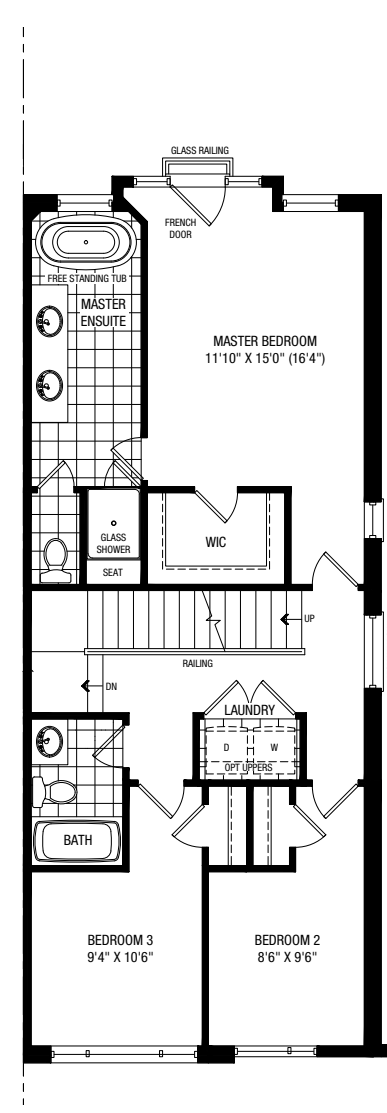 GLASS RAILING
FRENCH
DOOR
FREE STANDING TUB
MASTER
ENSUITE
MASTER BEDROOM
11'10" X 15'0" (16'4")
GLASS
SHOWER
SEAT
WIC
UP
RAILING
DN
LAUNDRY
D
W
OPT UPPERS
BATH
BEDROOM 3
9'4" X 10'6"
BEDROOM 2
8'6" X 9'6"